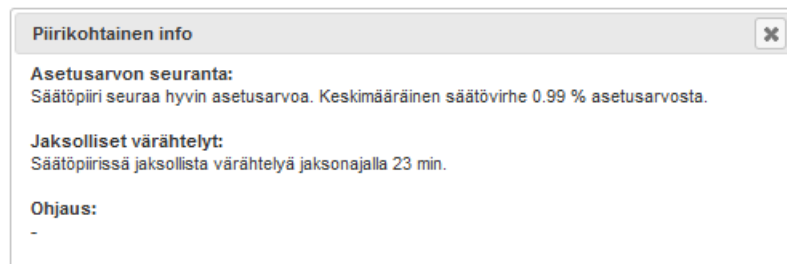 Piirikohtainen info
Asetusarvon seuranta:
Säätöpiiri seuraa hyvin asetusarvoa. Keskimääräinen säätövirhe 0.99 % asetusarvosta.
Jaksolliset värähtelyt:
Säätöpiirissä jaksollista värähtelyä jaksonajalla 23 min.
Ohjaus:
-